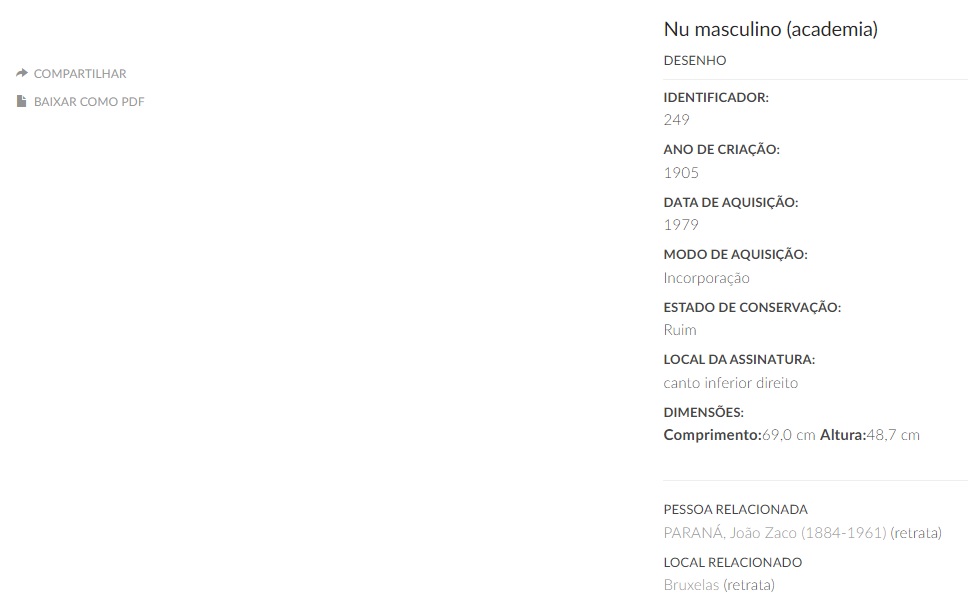 COMPARTILHAR
BAIXAR COMO PDF
Nu masculino (academia)
DESENHO
IDENTIFICADOR:
249
ANO DE CRIAÇÃO:
1905
DATA DE AQUISIÇÃO:
1979
MODO DE AQUISIÇÃO:
Incorporação
ESTADO DE CONSERVAÇÃO:
Ruim
LOCAL DA ASSINATURA:
canto inferior direito
DIMENSÕES:
Comprimento:69,0 cm Altura:48,7 cm
PESSOA RELACIONADA
PARANÁ, João Zaco (1884-1961) (retrata)
LOCAL RELACIONADO
Bruxelas (retrata)